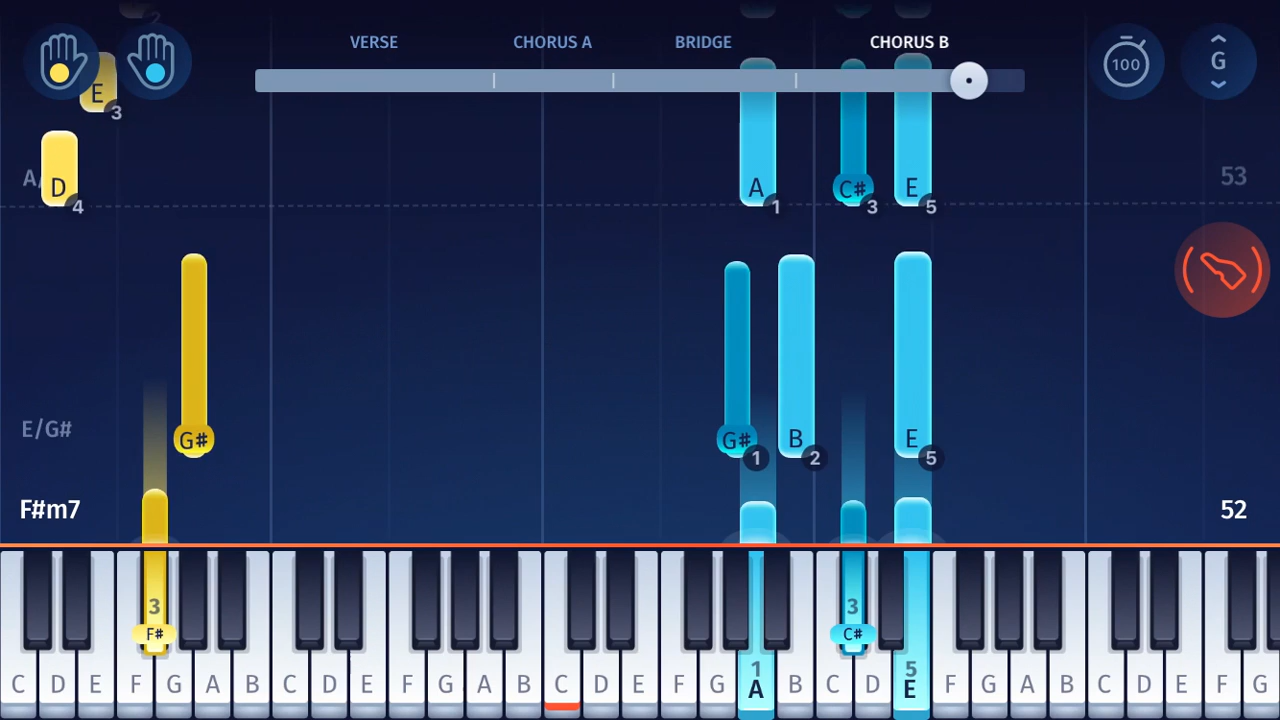 2
VERSE CHORUS A BRIDGE CHORUS B
100 G
E 3
A/ D 4 A 1 C# 3 E 5 53
E/G# G# G# 1 B 2 E 5
F#m7 52
3 3
F# C#
1 5
C D E F G A B C D E F G A B C D E F G A B C D E F G A B C D E F G